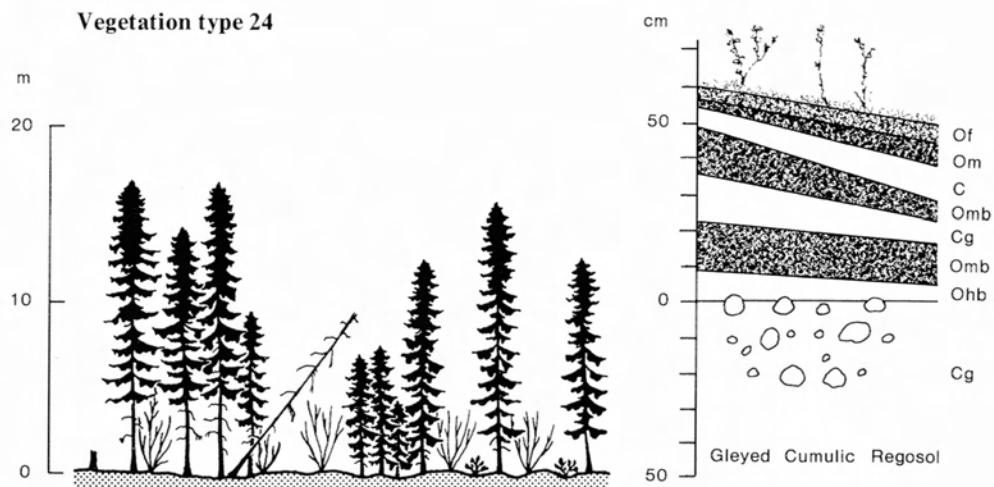 Vegetation type 24
m
20
10
0
cm
50
0
50
Of
Om
C
Omb
Cg
Omb
Ohb
Cg
Gleyed Cumulic Regosol